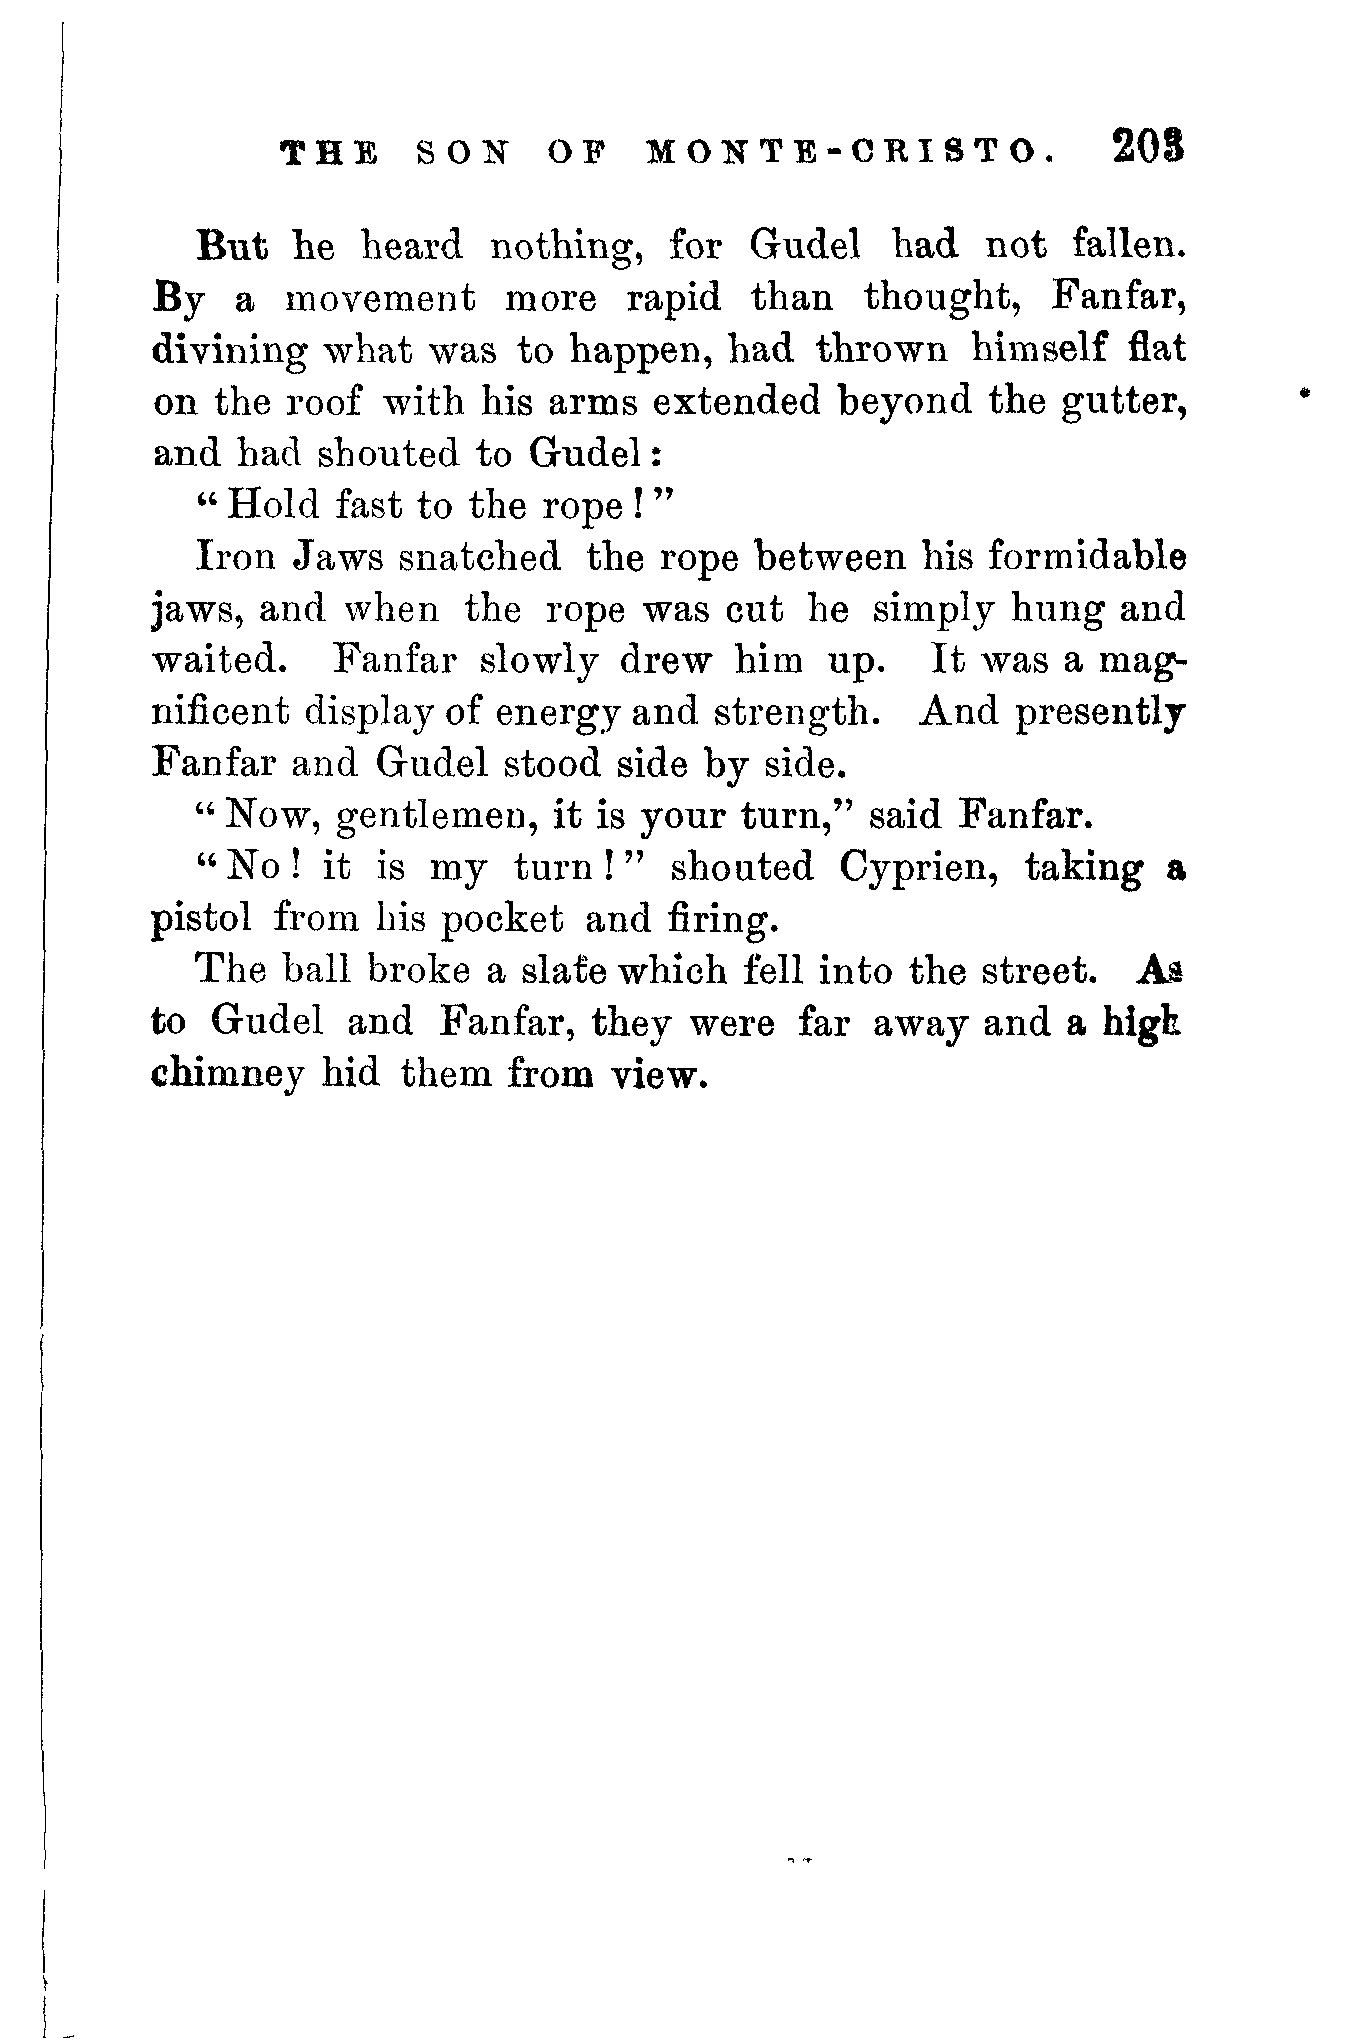 THE SON OF MONTE-CRISTO. 203
But he heard nothing, for Gudel had not fallen.
By a movement more rapid than thought, Fanfar,
divining what was to happen, had thrown himself flat
on the roof with his arms extended beyond the gutter,
and had shouted to Gudel:
"Hold fast to the rope!"
Iron Jaws snatched the rope between his formidable
jaws, and when the rope was cut he simply hung and
waited. Fanfar slowly drew him up. It was a mag-
nificent display of energy and strength. And presently
Fanfar and Gudel stood side by side.
"Now, gentlemen, it is your turn," said Fanfar.
"No! it is my turn!" shouted Cyprien, taking a
pistol from his pocket and firing.
The ball broke a slate which fell into the street. As
to Gudel and Fanfar, they were far away and a high
chimney hid them from view.